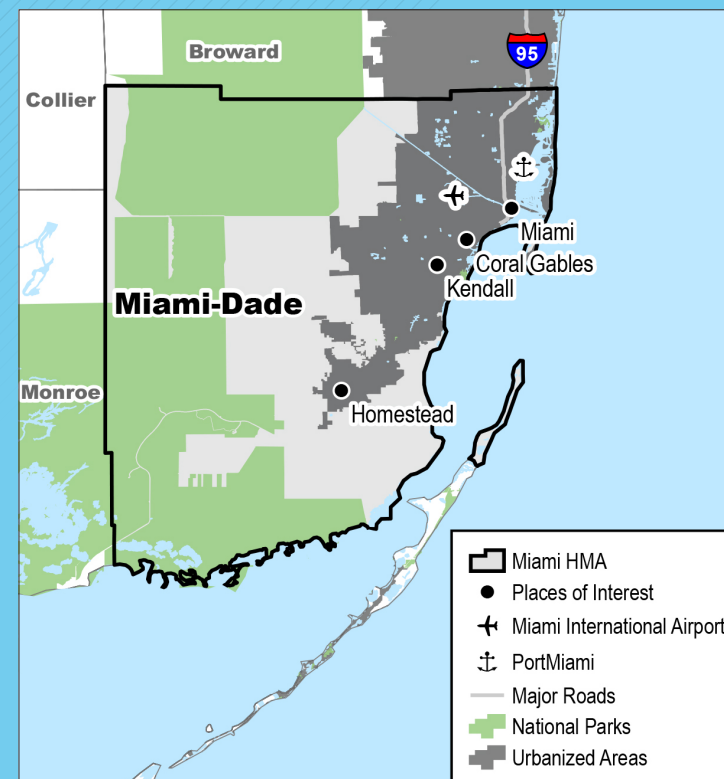 Broward
95
Collier
Miami
Coral Gables
Kendall
Miami-Dade
Monroe
Homestead
Miami HMA
Places of Interest
Miami International Airport
PortMiami
Major Roads
National Parks
Urbanized Areas